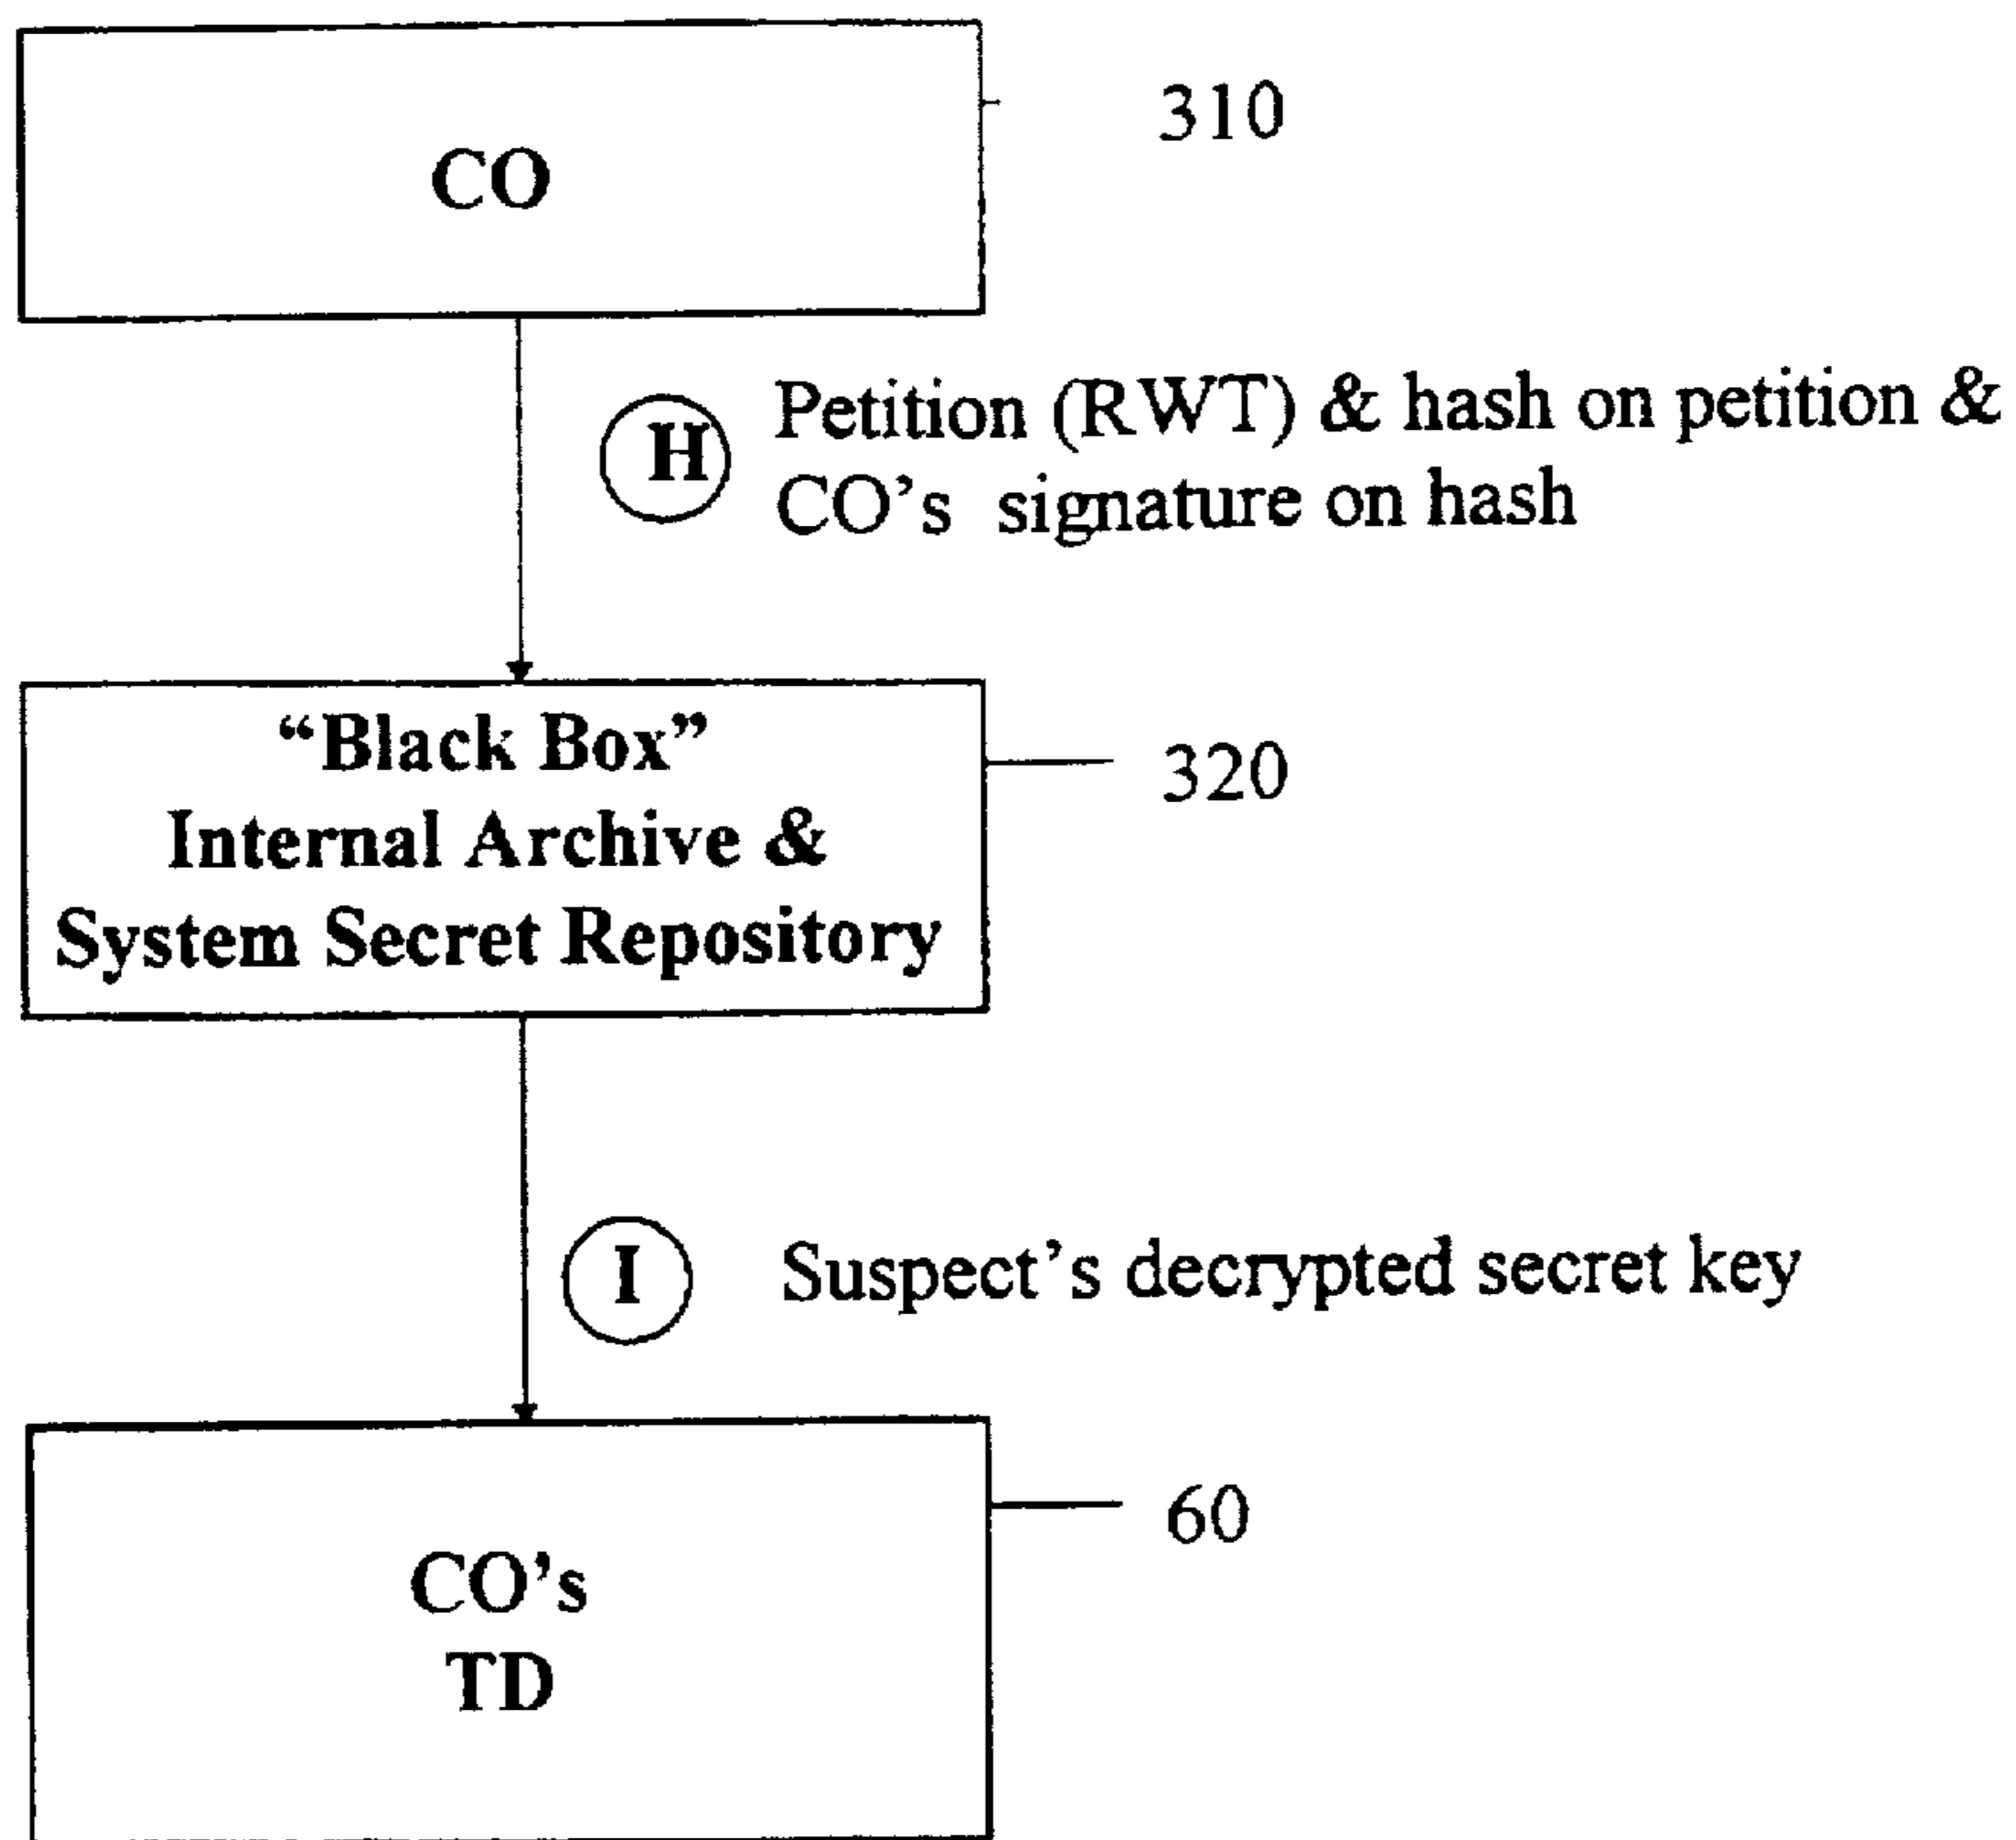 310
CO
H
Petition (RWT) & hash on petition &
CO’s signature on hash
“Black Box”
320
Internal Archive &
System Secret Repository
I
Suspect’s decrypted secret key
60
CO’s
TD